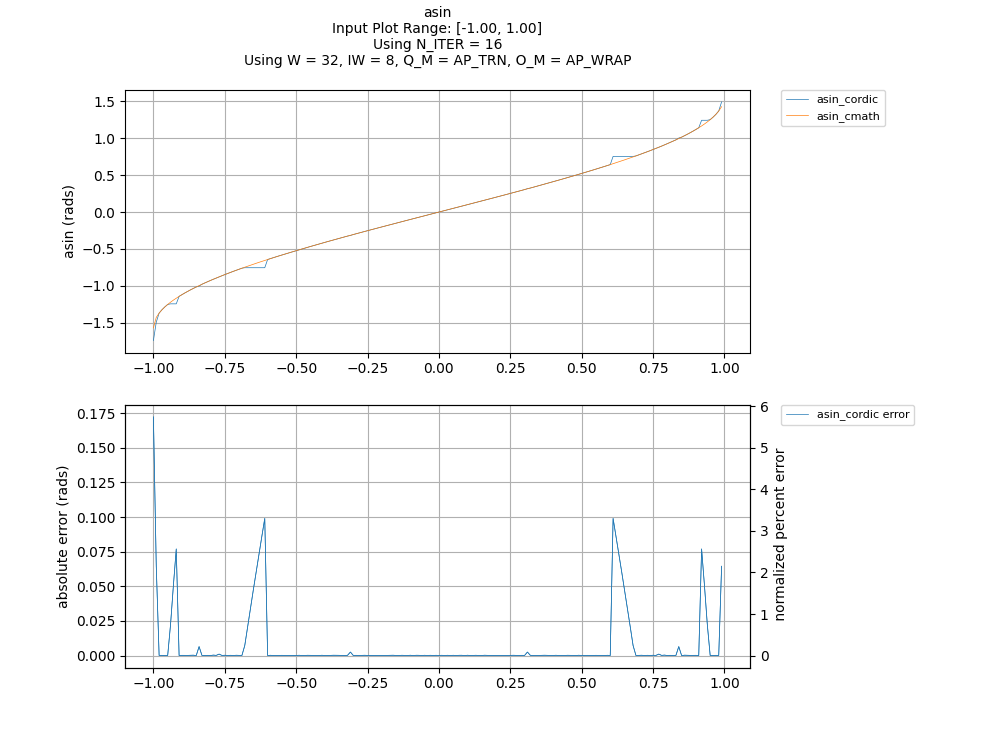 asin
Input Plot Range: [-1.00, 1.00]
Using N_ITER = 16
Using W = 32, IW = 8, Q_M = AP_TRN, O_M = AP_WRAP
asin_cordic
asin_cmath
asin (rads)
1.5
1.0
0.5
0.0
−0.5
−1.0
−1.5
−1.00 −0.75 −0.50 −0.25 0.00 0.25 0.50 0.75 1.00
asin_cordic error
absolute error (rads)
0.175
0.150
0.125
0.100
0.075
0.050
0.025
0.000
6
5
4
3
2
1
0
normalized percent error
−1.00 −0.75 −0.50 −0.25 0.00 0.25 0.50 0.75 1.00